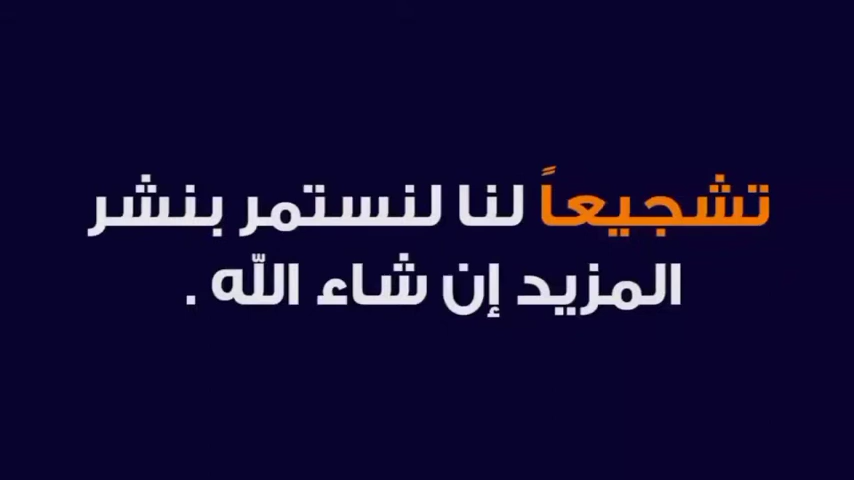 تشجيعاً لنا لنستمر بنشر
المزيد إن شاء الله .